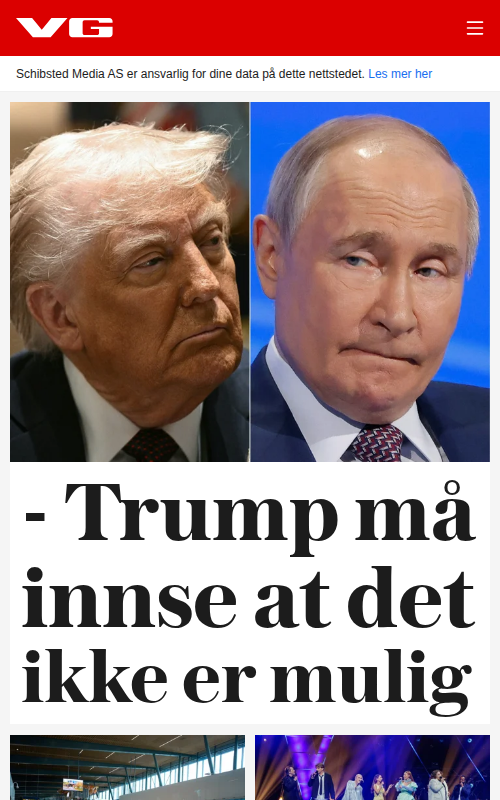 VG
Schibsted Media AS er ansvarlig for dine data på dette nettstedet. Les mer her
- Trump må
innse at det
ikke er mulig